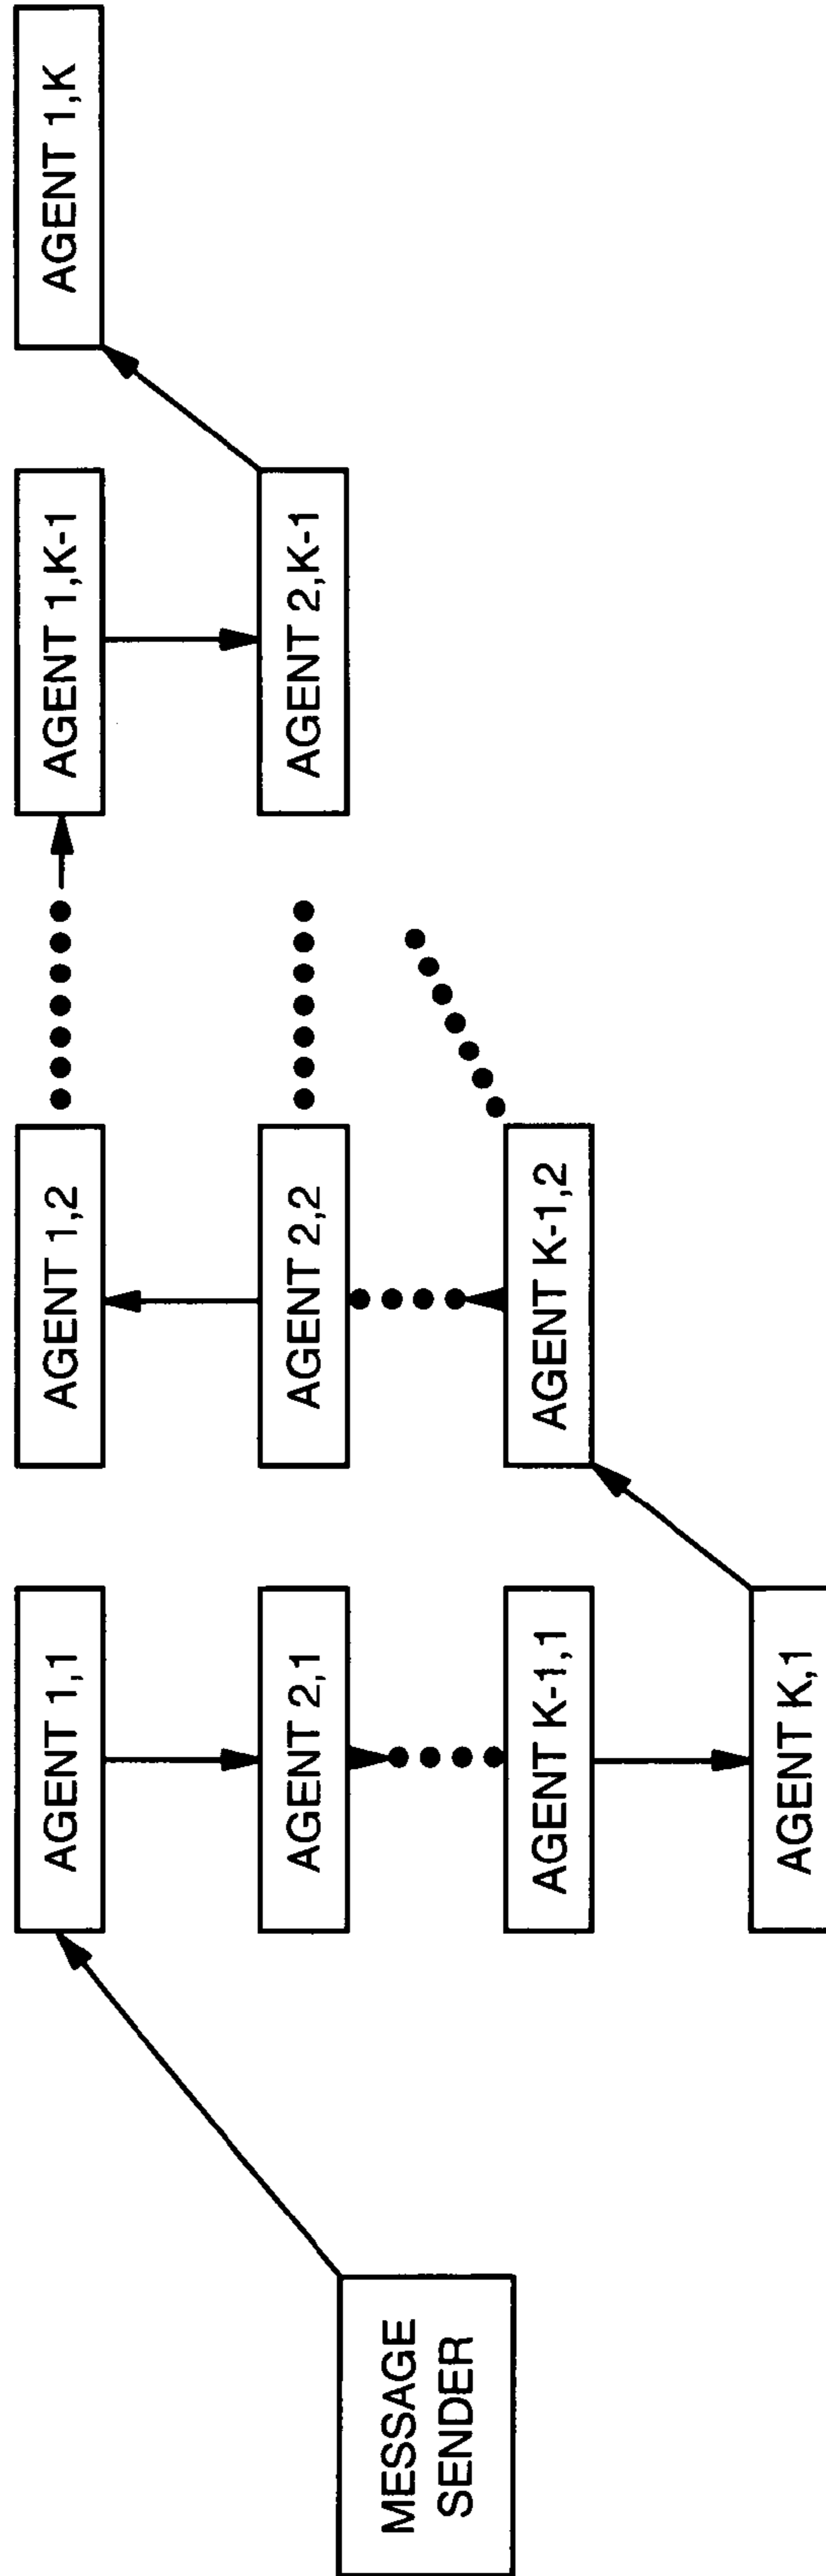 MESSAGE
SENDER
AGENT 1,1
AGENT 2,1
AGENT K-1,1
AGENT K,1
AGENT 1,2
AGENT 2,2
AGENT K-1,2
AGENT 1,K-1
AGENT 2,K-1
AGENT 1,K